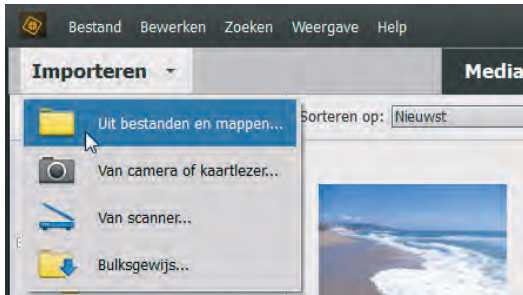 Bestand Bewerken Zoeken Weergave Help
Importeren Media
Uit bestanden en mappen... Sorteren op: Nieuwst
Van camera of kaartlezer...
Van scanner...
Bulksgewijs...